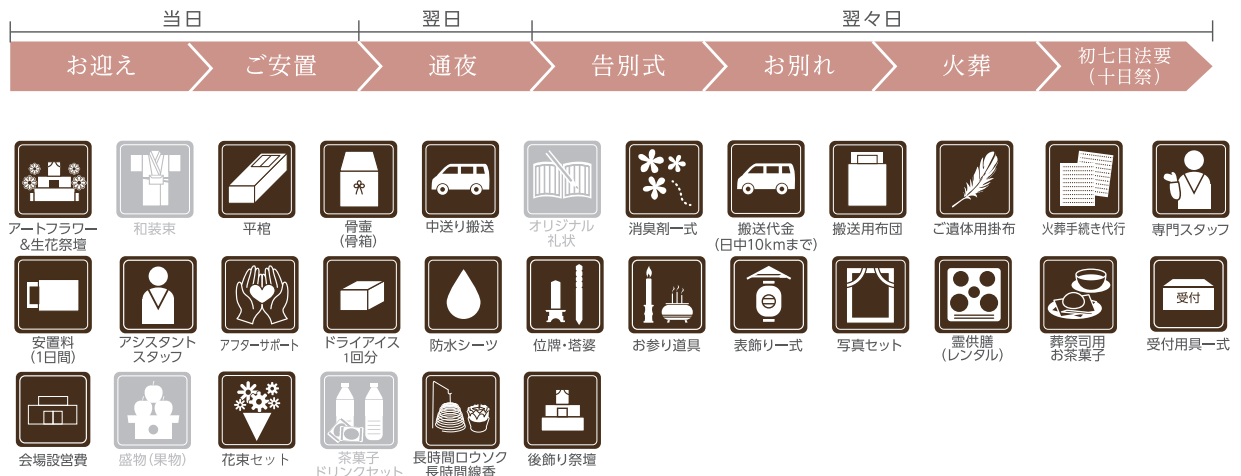 当日
翌日
翌々日
お迎え
ご安置
通夜
告別式
お別れ
火葬
初七日法要
(十日祭)
アートフラワー
&生花祭壇
和装束
平棺
骨壷
(骨箱)
中送り搬送
オリジナル
礼状
消臭剤一式
搬送代金
(日中10kmまで)
搬送用布団
ご遺体用掛布
火葬手続き代行
専門スタッフ
安置料
(1日間)
アシスタント
スタッフ
アフターサポート
ドライアイス
1回分
防水シーツ
位牌・塔婆
お参り道具
表飾り一式
写真セット
霊供膳
(レンタル)
葬祭司用
お茶菓子
受付
受付用具一式
会場設営費
盛物(果物)
花束セット
茶菓子
ドリンクセット
長時間ロウソク
長時間線香
後飾り祭壇